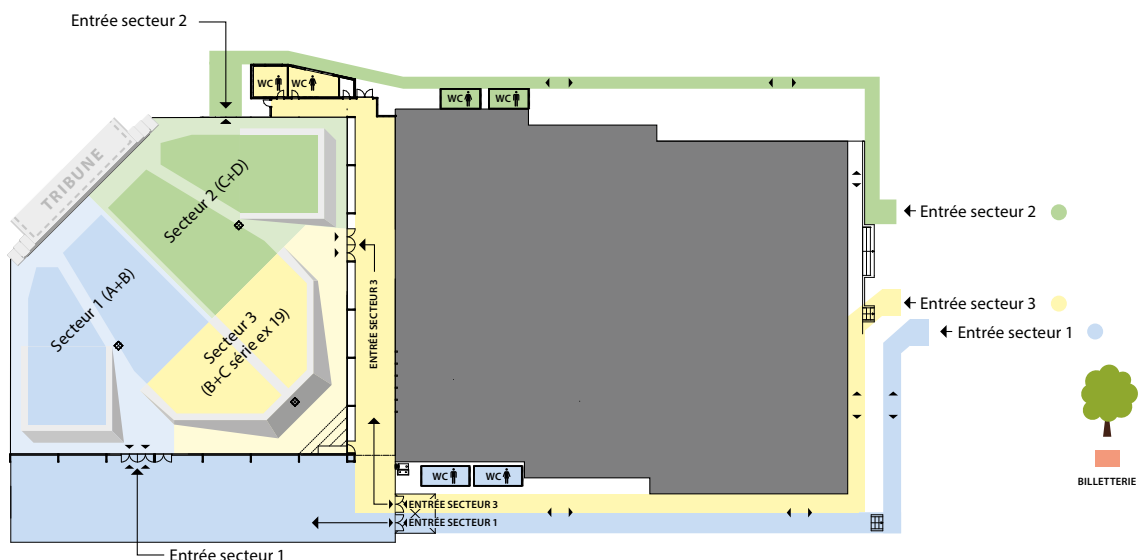 Entrée secteur 2
WC
WC
WC
WC
TRIBUNE
Secteur 2 (C+D)
Secteur 1 (A+B)
Secteur 3
(B+C série ex 19)
ENTRÉE SECTEUR 3
Entrée secteur 2
Entrée secteur 3
Entrée secteur 1
BILLETTERIE
WC
WC
ENTRÉE SECTEUR 3
ENTRÉE SECTEUR 1
Entrée secteur 1